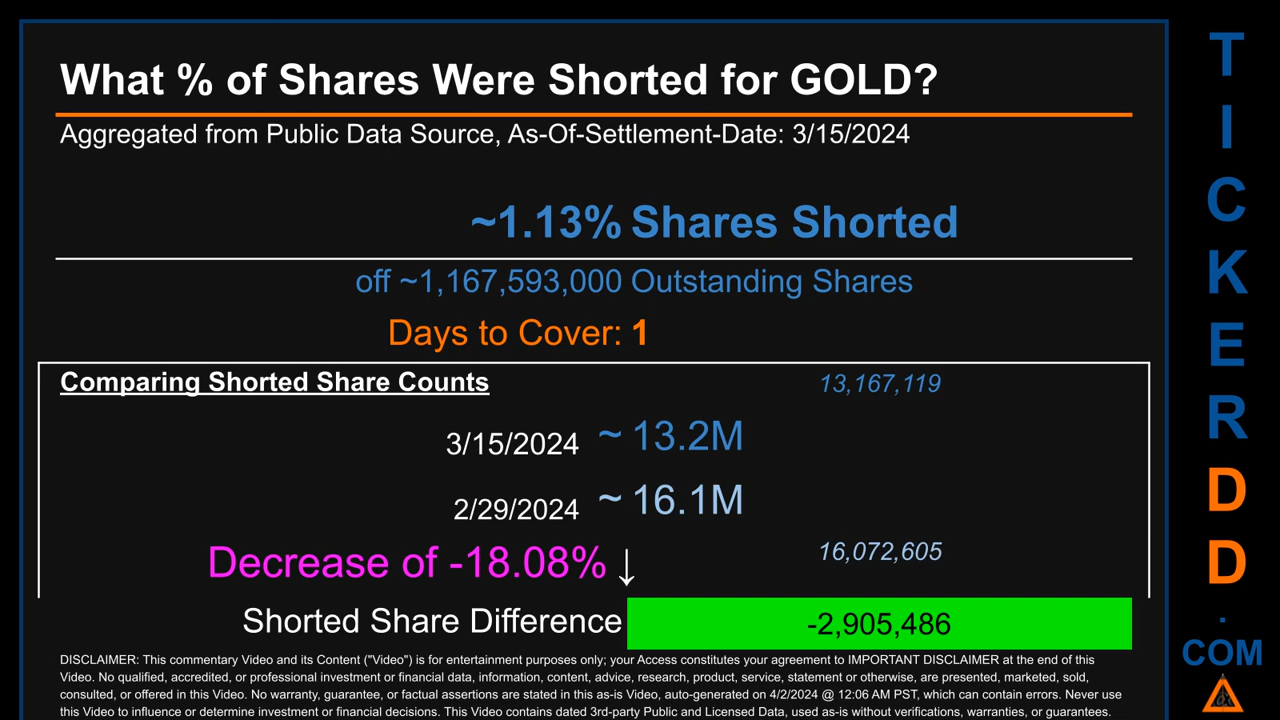 What % of Shares Were Shorted for GOLD?
Aggregated from Public Data Source, As-Of-Settlement-Date: 3/15/2024
~1.13% Shares Shorted
off ~1,167,593,000 Outstanding Shares
Days to Cover: 1
Comparing Shorted Share Counts
13,167,119
3/15/2024 ~ 13.2M
2/29/2024 ~ 16.1M
16,072,605
Decrease of -18.08% ↓
Shorted Share Difference -2,905,486
DISCLAIMER: This commentary Video and its Content ("Video") is for entertainment purposes only; your Access constitutes your agreement to IMPORTANT DISCLAIMER at the end of this
Video. No qualified, accredited, or professional investment or financial data, information, content, advice, research, product, service, statement or otherwise, are presented, marketed, sold,
consulted, or offered in this Video. No warranty, guarantee, or factual assertions are stated in this as-is Video, auto-generated on 4/2/2024 @ 12:06 AM PST, which can contain errors. Never use
this Video to influence or determine investment or financial decisions. This Video contains dated 3rd-party Public and Licensed Data, used as-is without verifications, warranties, or guarantees.
T
I
C
K
E
R
D
D
.
COM